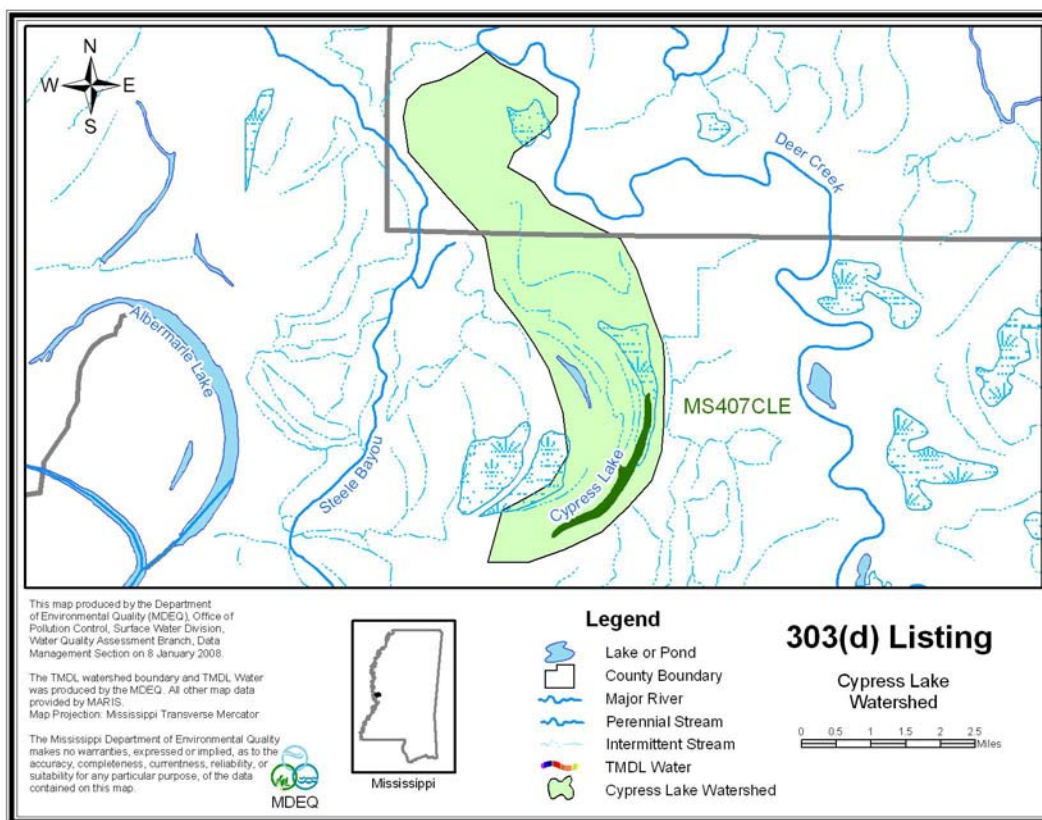 N
W E
S
Deer Creek
Albermarle Lake
MS407CLE
Steele Bayou
Cypress Lake
This map produced by the Department
of Environmental Quality (MDEQ), Office of
Pollution Control, Surface Water Division,
Water Quality Assessment Branch, Data
Management Section on 8 January 2008.
The TMDL watershed boundary and TMDL Water
was produced by the MDEQ. All other map data
provided by MARIS.
Map Projection: Mississippi Transverse Mercator
The Mississippi Department of Environmental Quality
makes no warranties, expressed or implied, as to the
accuracy, completeness, currentness, reliability, or
suitability for any particular purpose, of the data
contained on this map.
MDEQ
Mississippi
Legend
Lake or Pond
County Boundary
Major River
Perennial Stream
Intermittent Stream
TMDL Water
Cypress Lake Watershed
303(d) Listing
Cypress Lake
Watershed
0 0.5 1 1.5 2 2.5
Miles